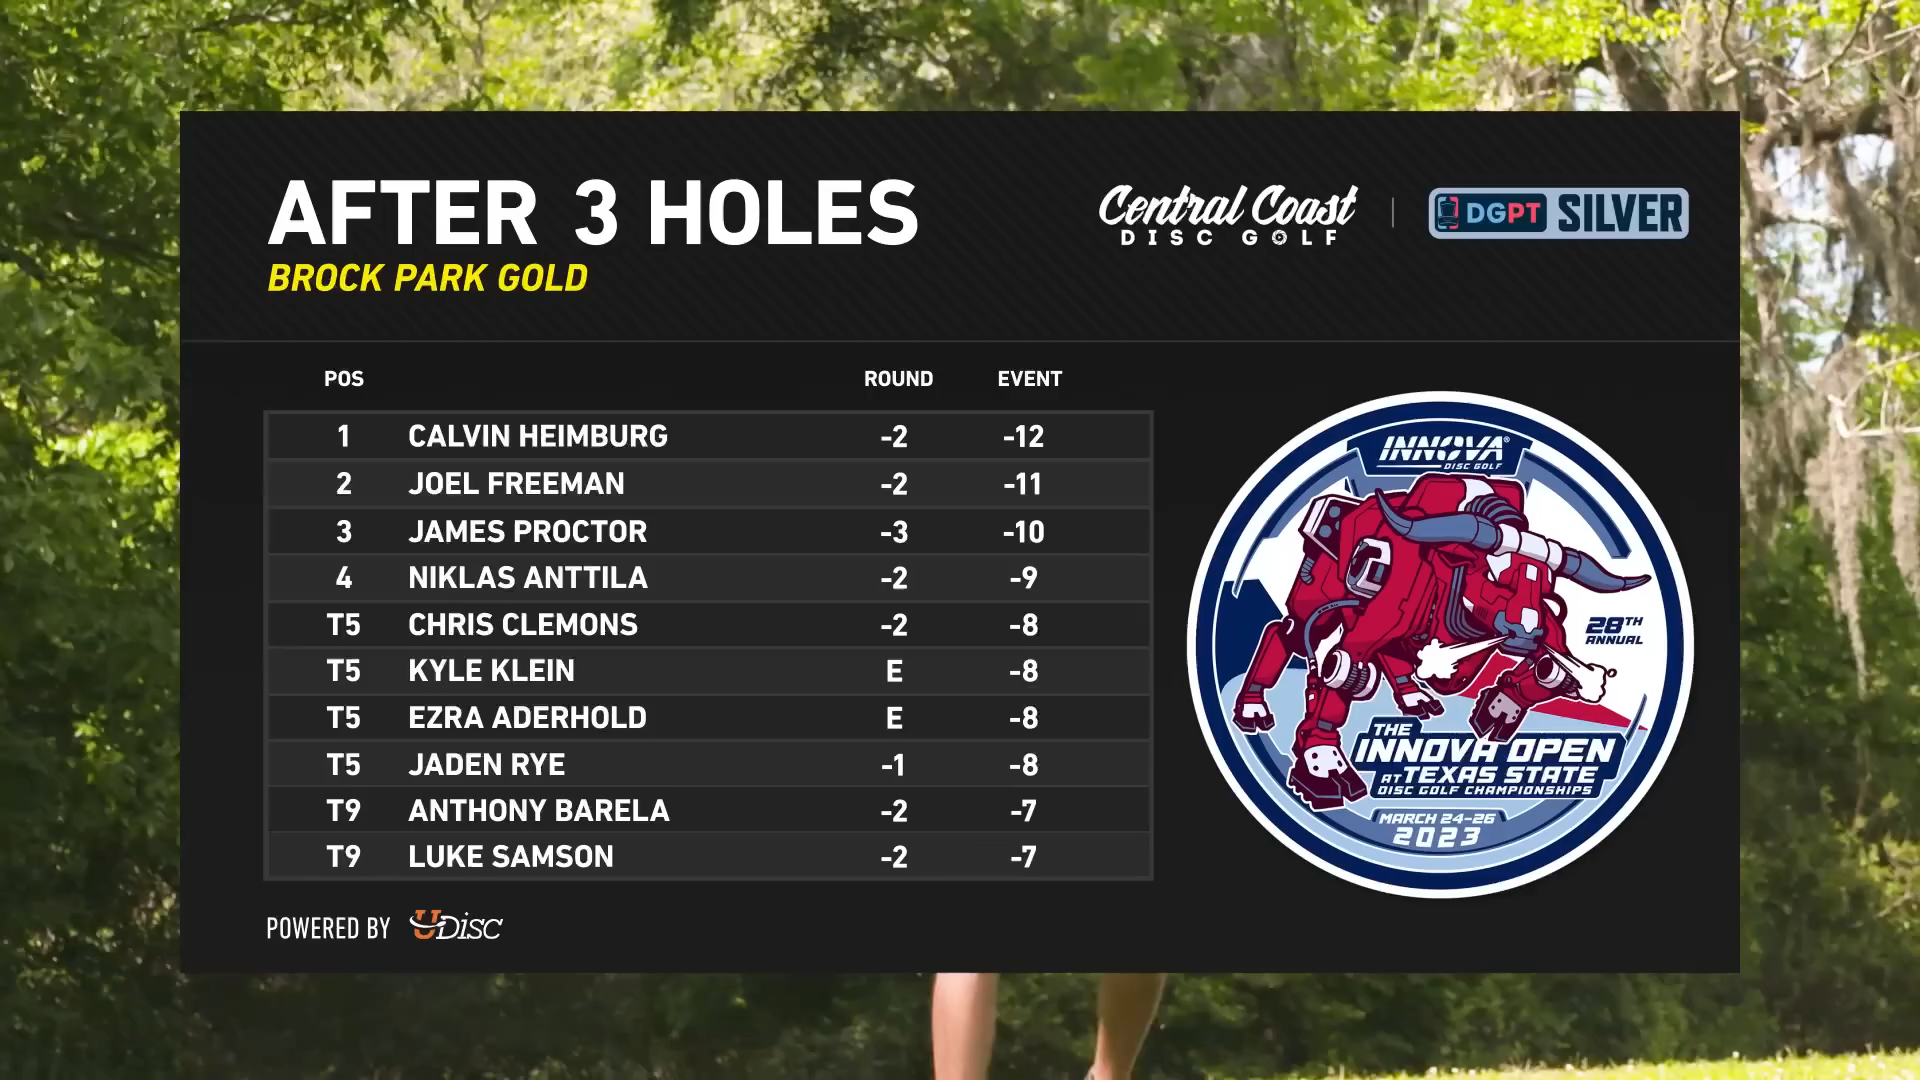 AFTER 3 HOLES
BROCK PARK GOLD
Central Coast
DISC GOLF
DGPT SILVER
POS ROUND EVENT
1 CALVIN HEIMBURG -2 -12
2 JOEL FREEMAN -2 -11
3 JAMES PROCTOR -3 -10
4 NIKLAS ANTTILA -2 -9
T5 CHRIS CLEMONS -2 -8
T5 KYLE KLEIN E -8
T5 EZRA ADERHOLD E -8
T5 JADEN RYE -1 -8
T9 ANTHONY BARELA -2 -7
T9 LUKE SAMSON -2 -7
INNOVA®
DISC GOLF
28TH
ANNUAL
THE
INNOVA OPEN
AT TEXAS STATE
DISC GOLF CHAMPIONSHIPS
MARCH 24-26
2023
POWERED BY UDisc